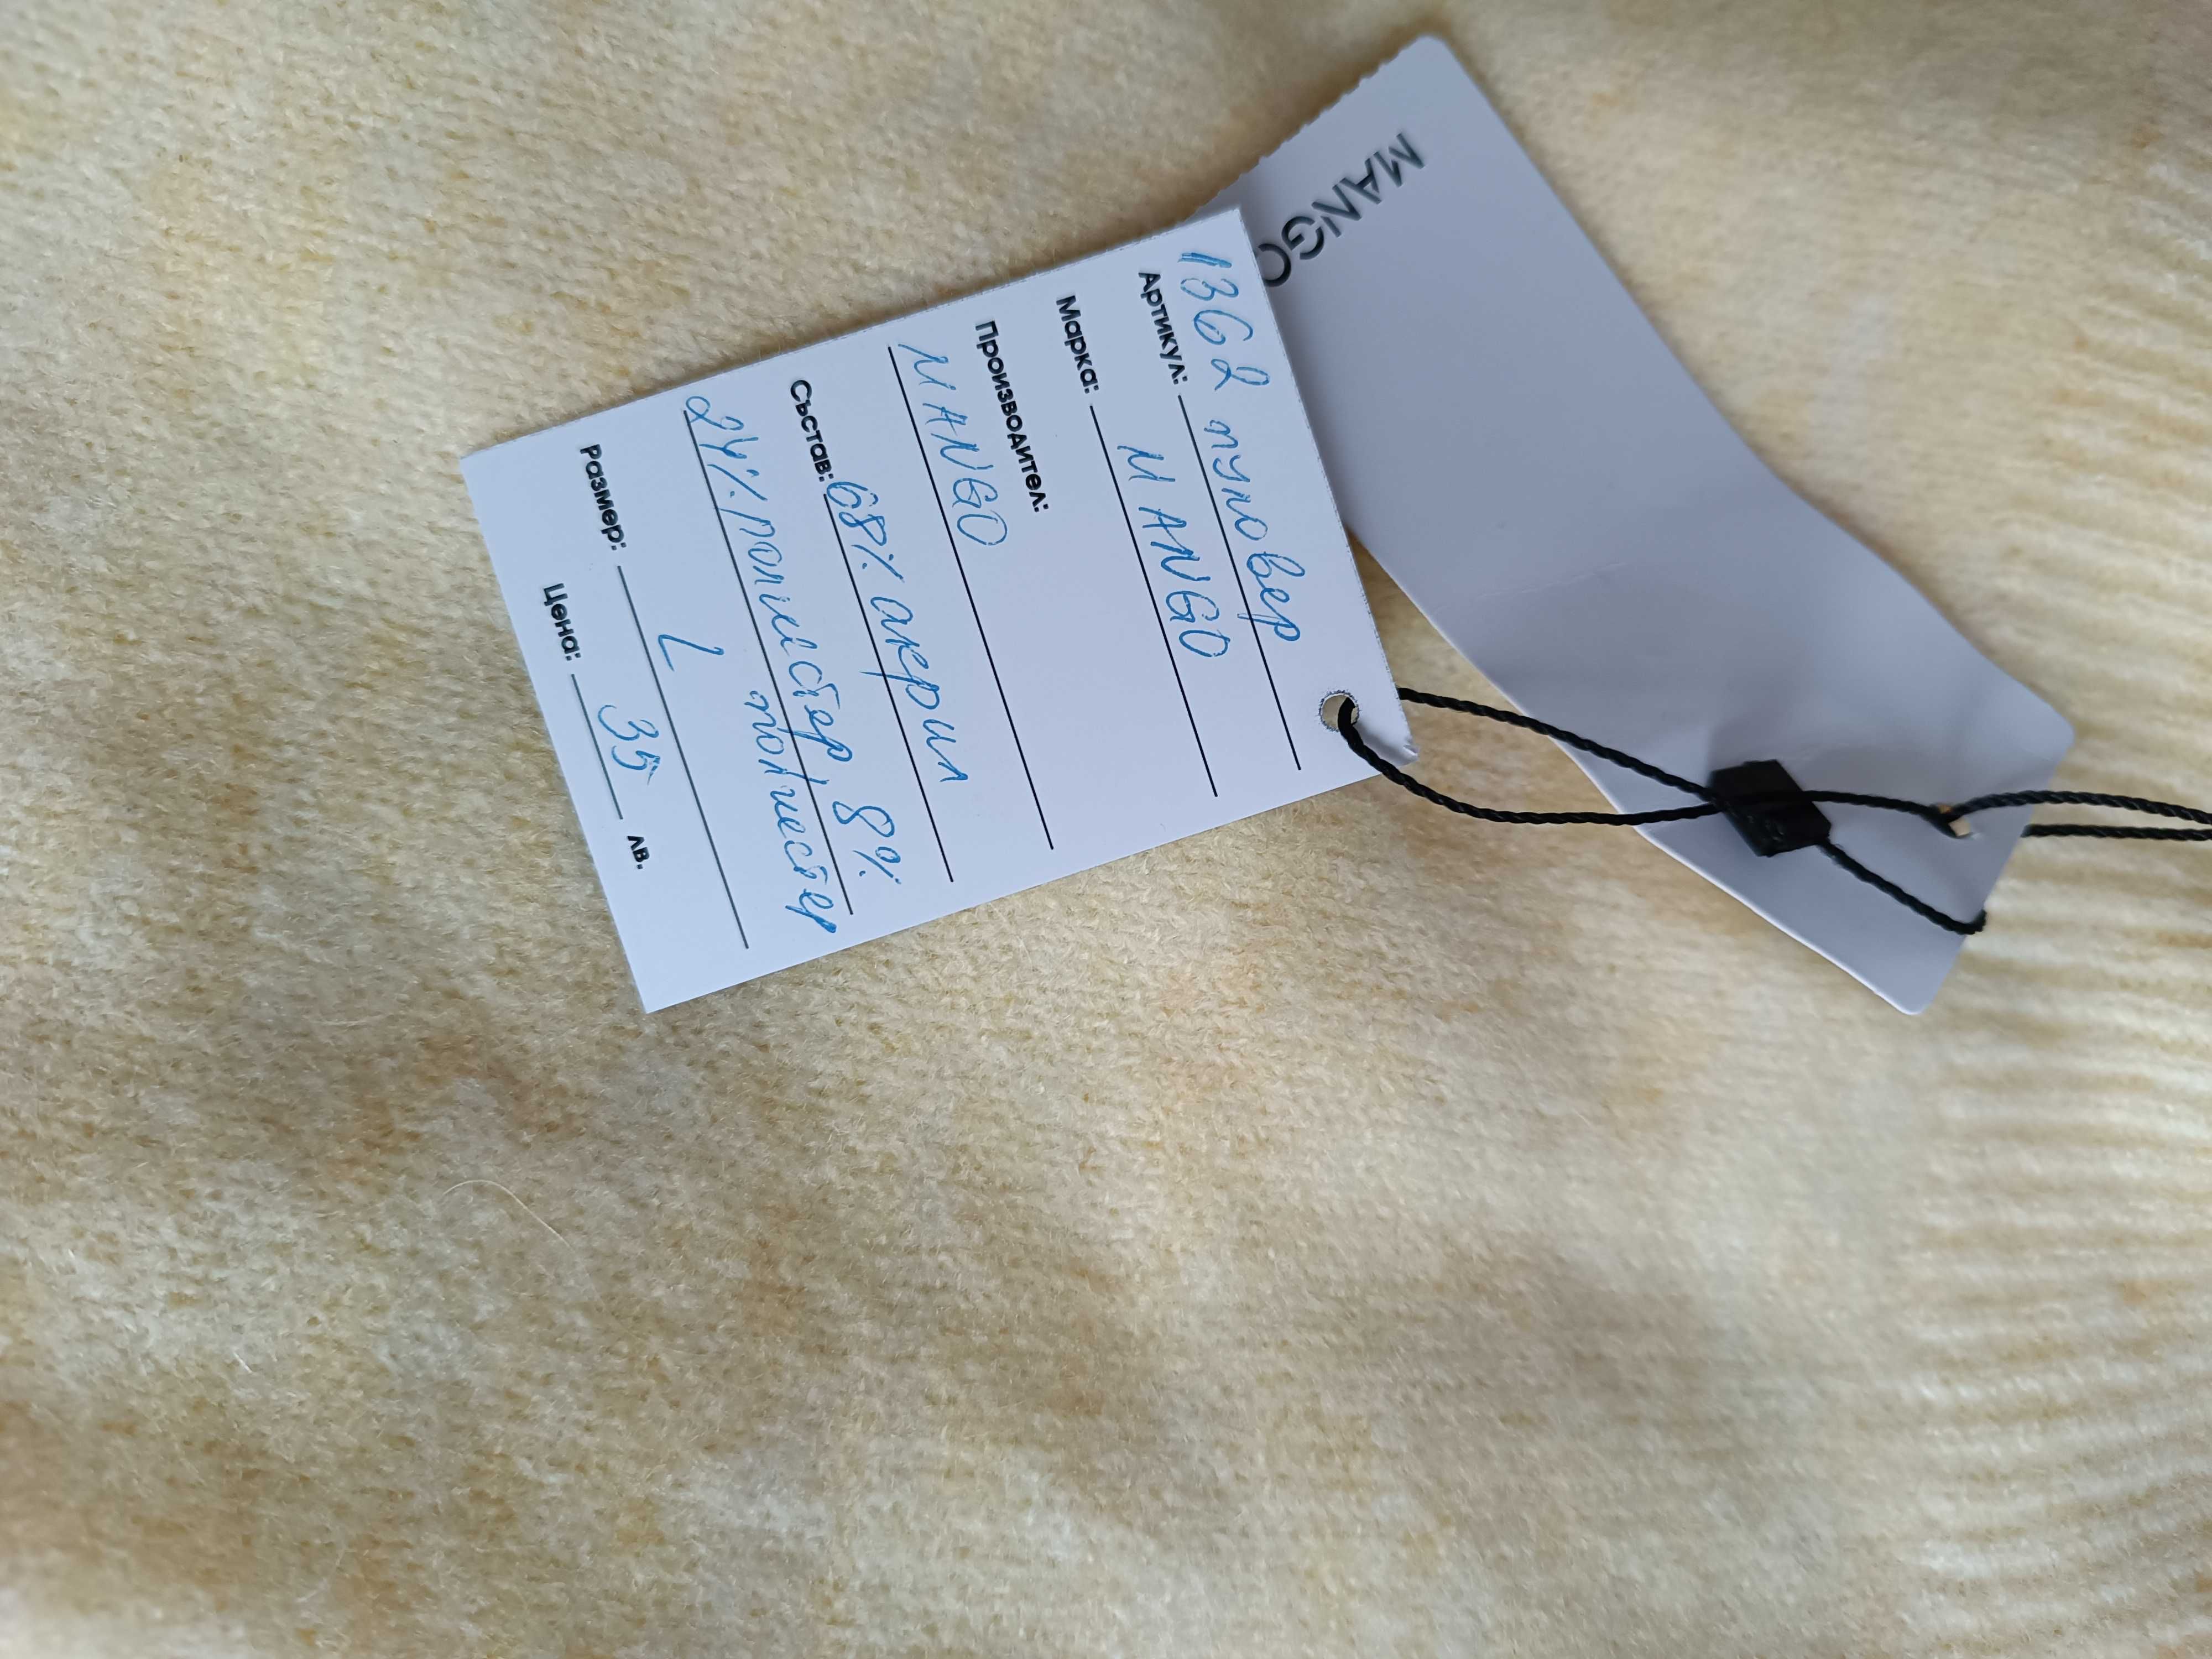 MANGO
1362 пуловер
Артикул:
Марка: MANGO
Производител:
MANGO
Състав: 68% акрил
24% полиестер 8%
полиестер
Размер: L
Цена: 35 лв.